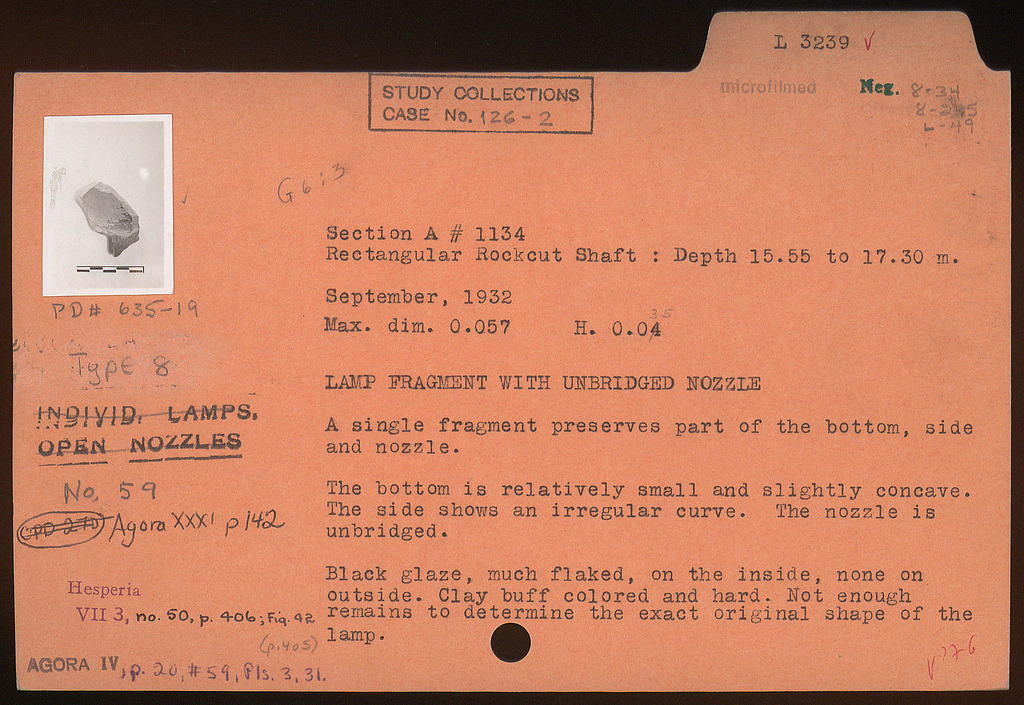 L 3239 √
microfilmed
Neg. 8-34
L-49
STUDY COLLECTIONS
CASE No. 126-2
G 6:3
Section A # 1134
Rectangular Rockcut Shaft : Depth 15.55 to 17.30 m.
September, 1932
Max. dim. 0.057 H. 0.04
35
LAMP FRAGMENT WITH UNBRIDGED NOZZLE
A single fragment preserves part of the bottom, side
and nozzle.
The bottom is relatively small and slightly concave.
The side shows an irregular curve. The nozzle is
unbridged.
Black glaze, much flaked, on the inside, none on
outside. Clay buff colored and hard. Not enough
remains to determine the exact original shape of the
lamp.
PD# 635-19
Type 8
INDIVID. LAMPS,
OPEN NOZZLES
No. 59
Agora XXXI p 142
Hesperia
VII 3, no. 50, p. 406; Fig. 42
(p.405)
AGORA IV, p. 20, #59, Pls. 3, 31.